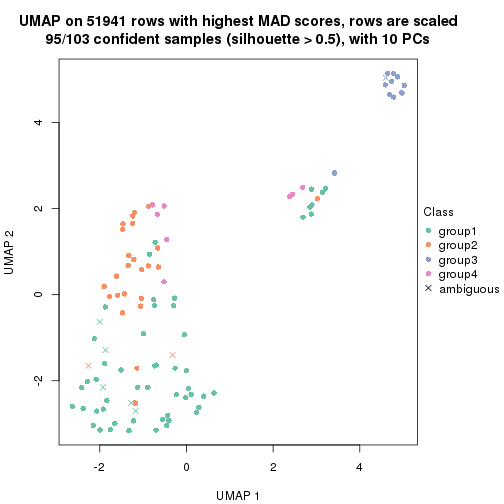 UMAP on 51941 rows with highest MAD scores, rows are scaled
95/103 confident samples (silhouette > 0.5), with 10 PCs
4
2
0
-2
UMAP 2
-2
0
2
4
UMAP 1
Class
group1
group2
group3
group4
ambiguous